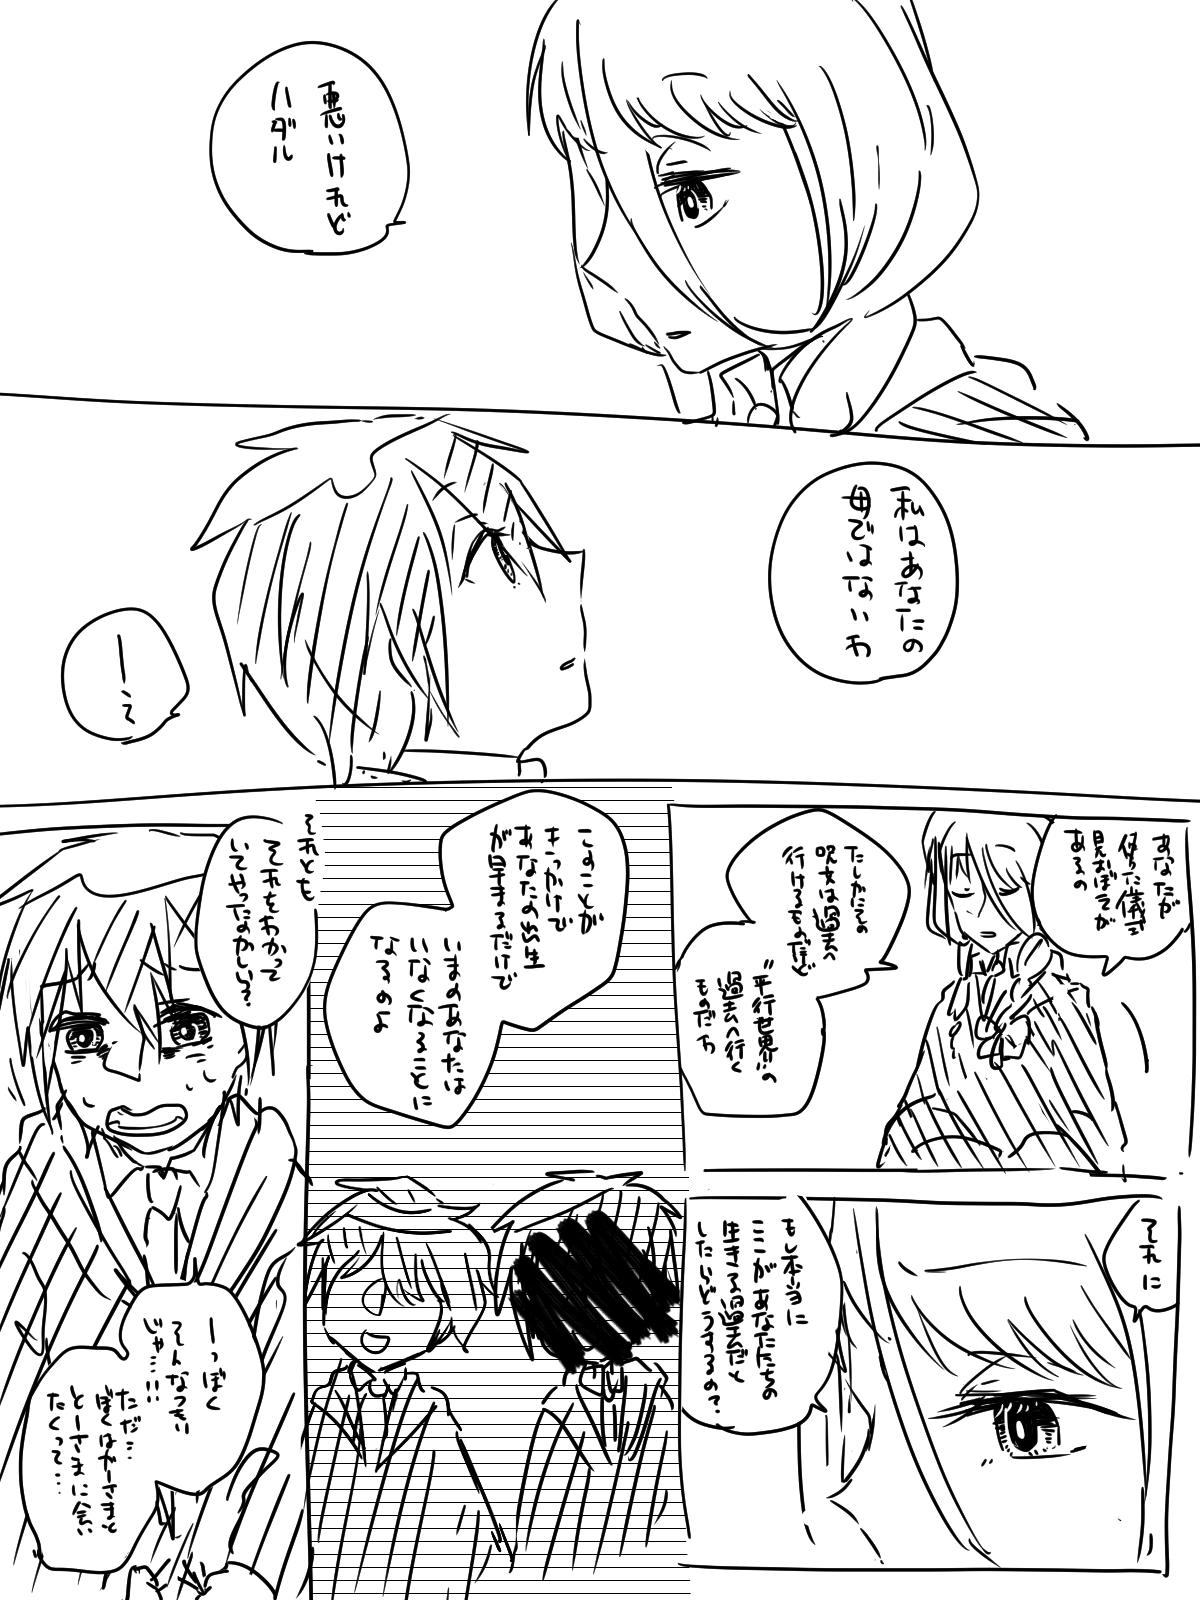 悪いけれど
ハダル
私はあなたの
母ではないわ
あなたが
使った儀式
見おぼえが
あるの
たしかにその
呪文は過去へ
行けるものだけど
"平行世界"の
過去へ行く
ものだわ
それに
もし本当に
ここがあなたたちの
生きる過去だと
したらどうするの?
このことが
きっかけで
あなたの出生
が早まるだけで
いまのあなたは
いなくなることに
なるのよ
それとも
それをわかって
いてやったのかしら?
ーっぼく
そんなつもり
じゃ…!!
ただ…
ぼくはかーさまと
とーさまに会い
たくって…